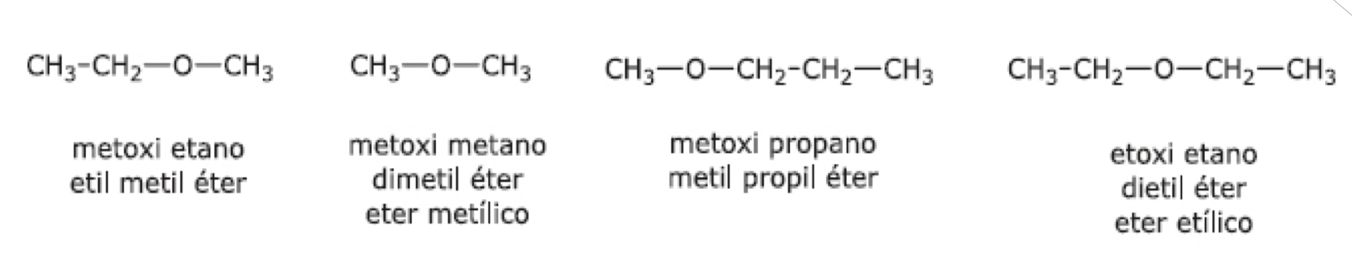 CH₃-CH₂—O—CH₃
metoxi etano
etil metil éter
CH₃—O—CH₃
metoxi metano
dimetil éter
eter metílico
CH₃—O—CH₂-CH₂—CH₃
metoxi propano
metil propil éter
CH₃-CH₂—O—CH₂—CH₃
etoxi etano
dietil éter
eter etílico